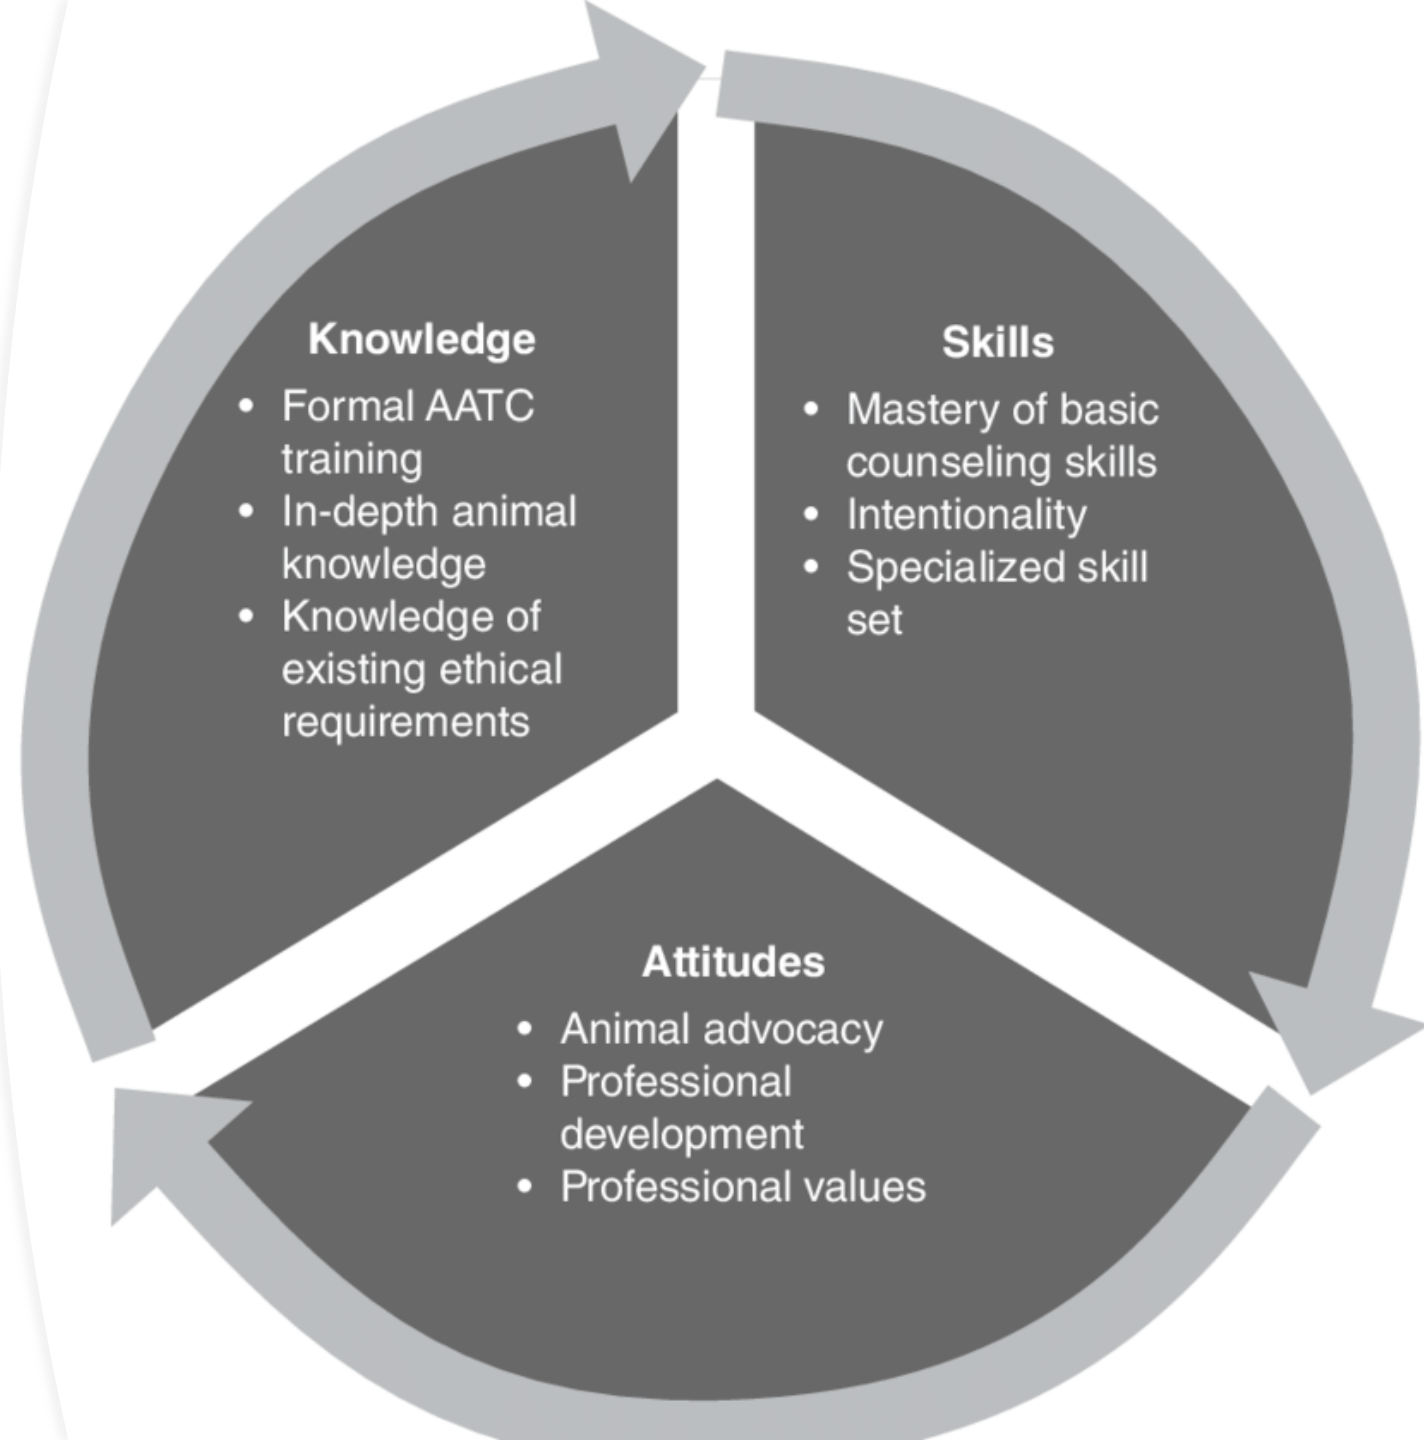 Knowledge
• Formal AATC
training
• In-depth animal
knowledge
• Knowledge of
existing ethical
requirements
Skills
• Mastery of basic
counseling skills
• Intentionality
• Specialized skill
set
Attitudes
• Animal advocacy
• Professional
development
• Professional values